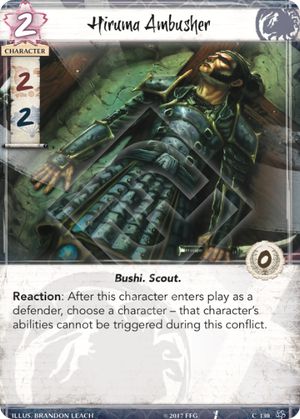 2
Hiruma Ambusher
CHARACTER
2
2
0
Bushi. Scout.
Reaction: After this character enters play as a
defender, choose a character – that character's
abilities cannot be triggered during this conflict.
ILLUS. BRANDON LEACH
©2017 FFG
C 138